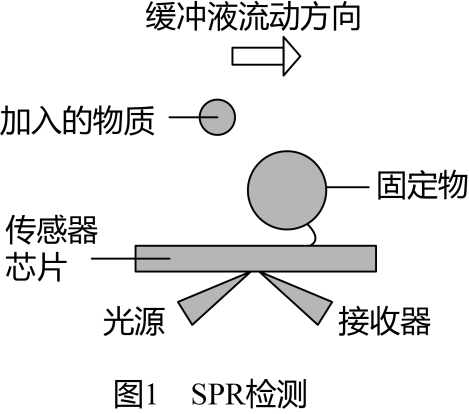 缓冲液流动方向
加入的物质
固定物
传感器
芯片
光源
接收器
图1 SPR检测